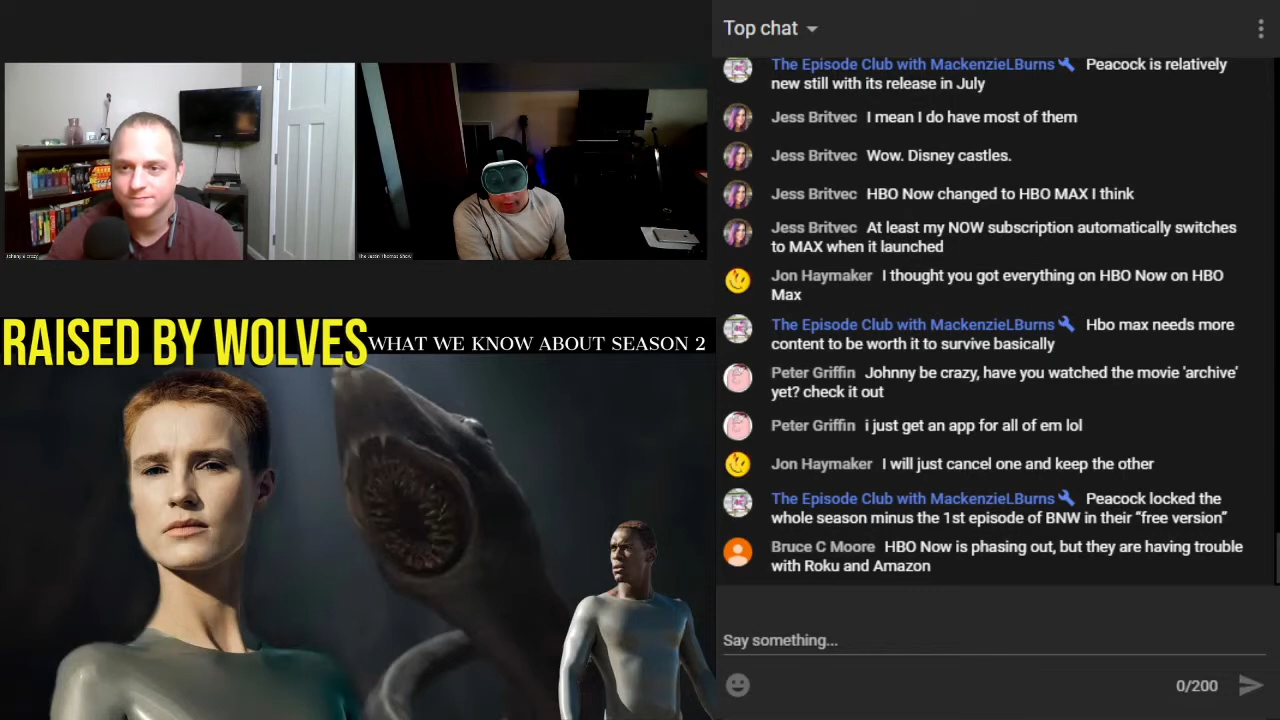 Johnny B Crazy
The Justin Thomas Show
RAISED BY WOLVES
WHAT WE KNOW ABOUT SEASON 2
Top chat
The Episode Club with MackenzieLBurns Peacock is relatively
new still with its release in July
Jess Britvec I mean I do have most of them
Jess Britvec Wow. Disney castles.
Jess Britvec HBO Now changed to HBO MAX I think
Jess Britvec At least my NOW subscription automatically switches
to MAX when it launched
Jon Haymaker I thought you got everything on HBO Now on HBO
Max
The Episode Club with MackenzieLBurns Hbo max needs more
content to be worth it to survive basically
Peter Griffin Johnny be crazy, have you watched the movie 'archive'
yet? check it out
Peter Griffin i just get an app for all of em lol
Jon Haymaker I will just cancel one and keep the other
The Episode Club with MackenzieLBurns Peacock locked the
whole season minus the 1st episode of BNW in their “free version”
Bruce C Moore HBO Now is phasing out, but they are having trouble
with Roku and Amazon
Say something...
0/200